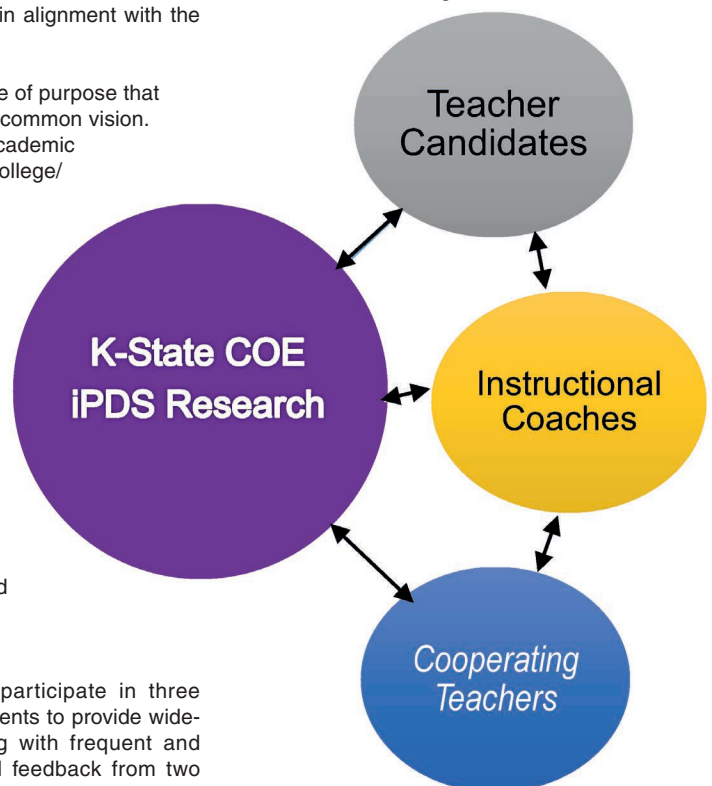 in alignment with the
e of purpose that
common vision.
cademic
ollege/
Teacher
Candidates
K-State COE
iPDS Research
Instructional
Coaches
Cooperating
Teachers
d
participate in three
ents to provide wide-
g with frequent and
l feedback from two